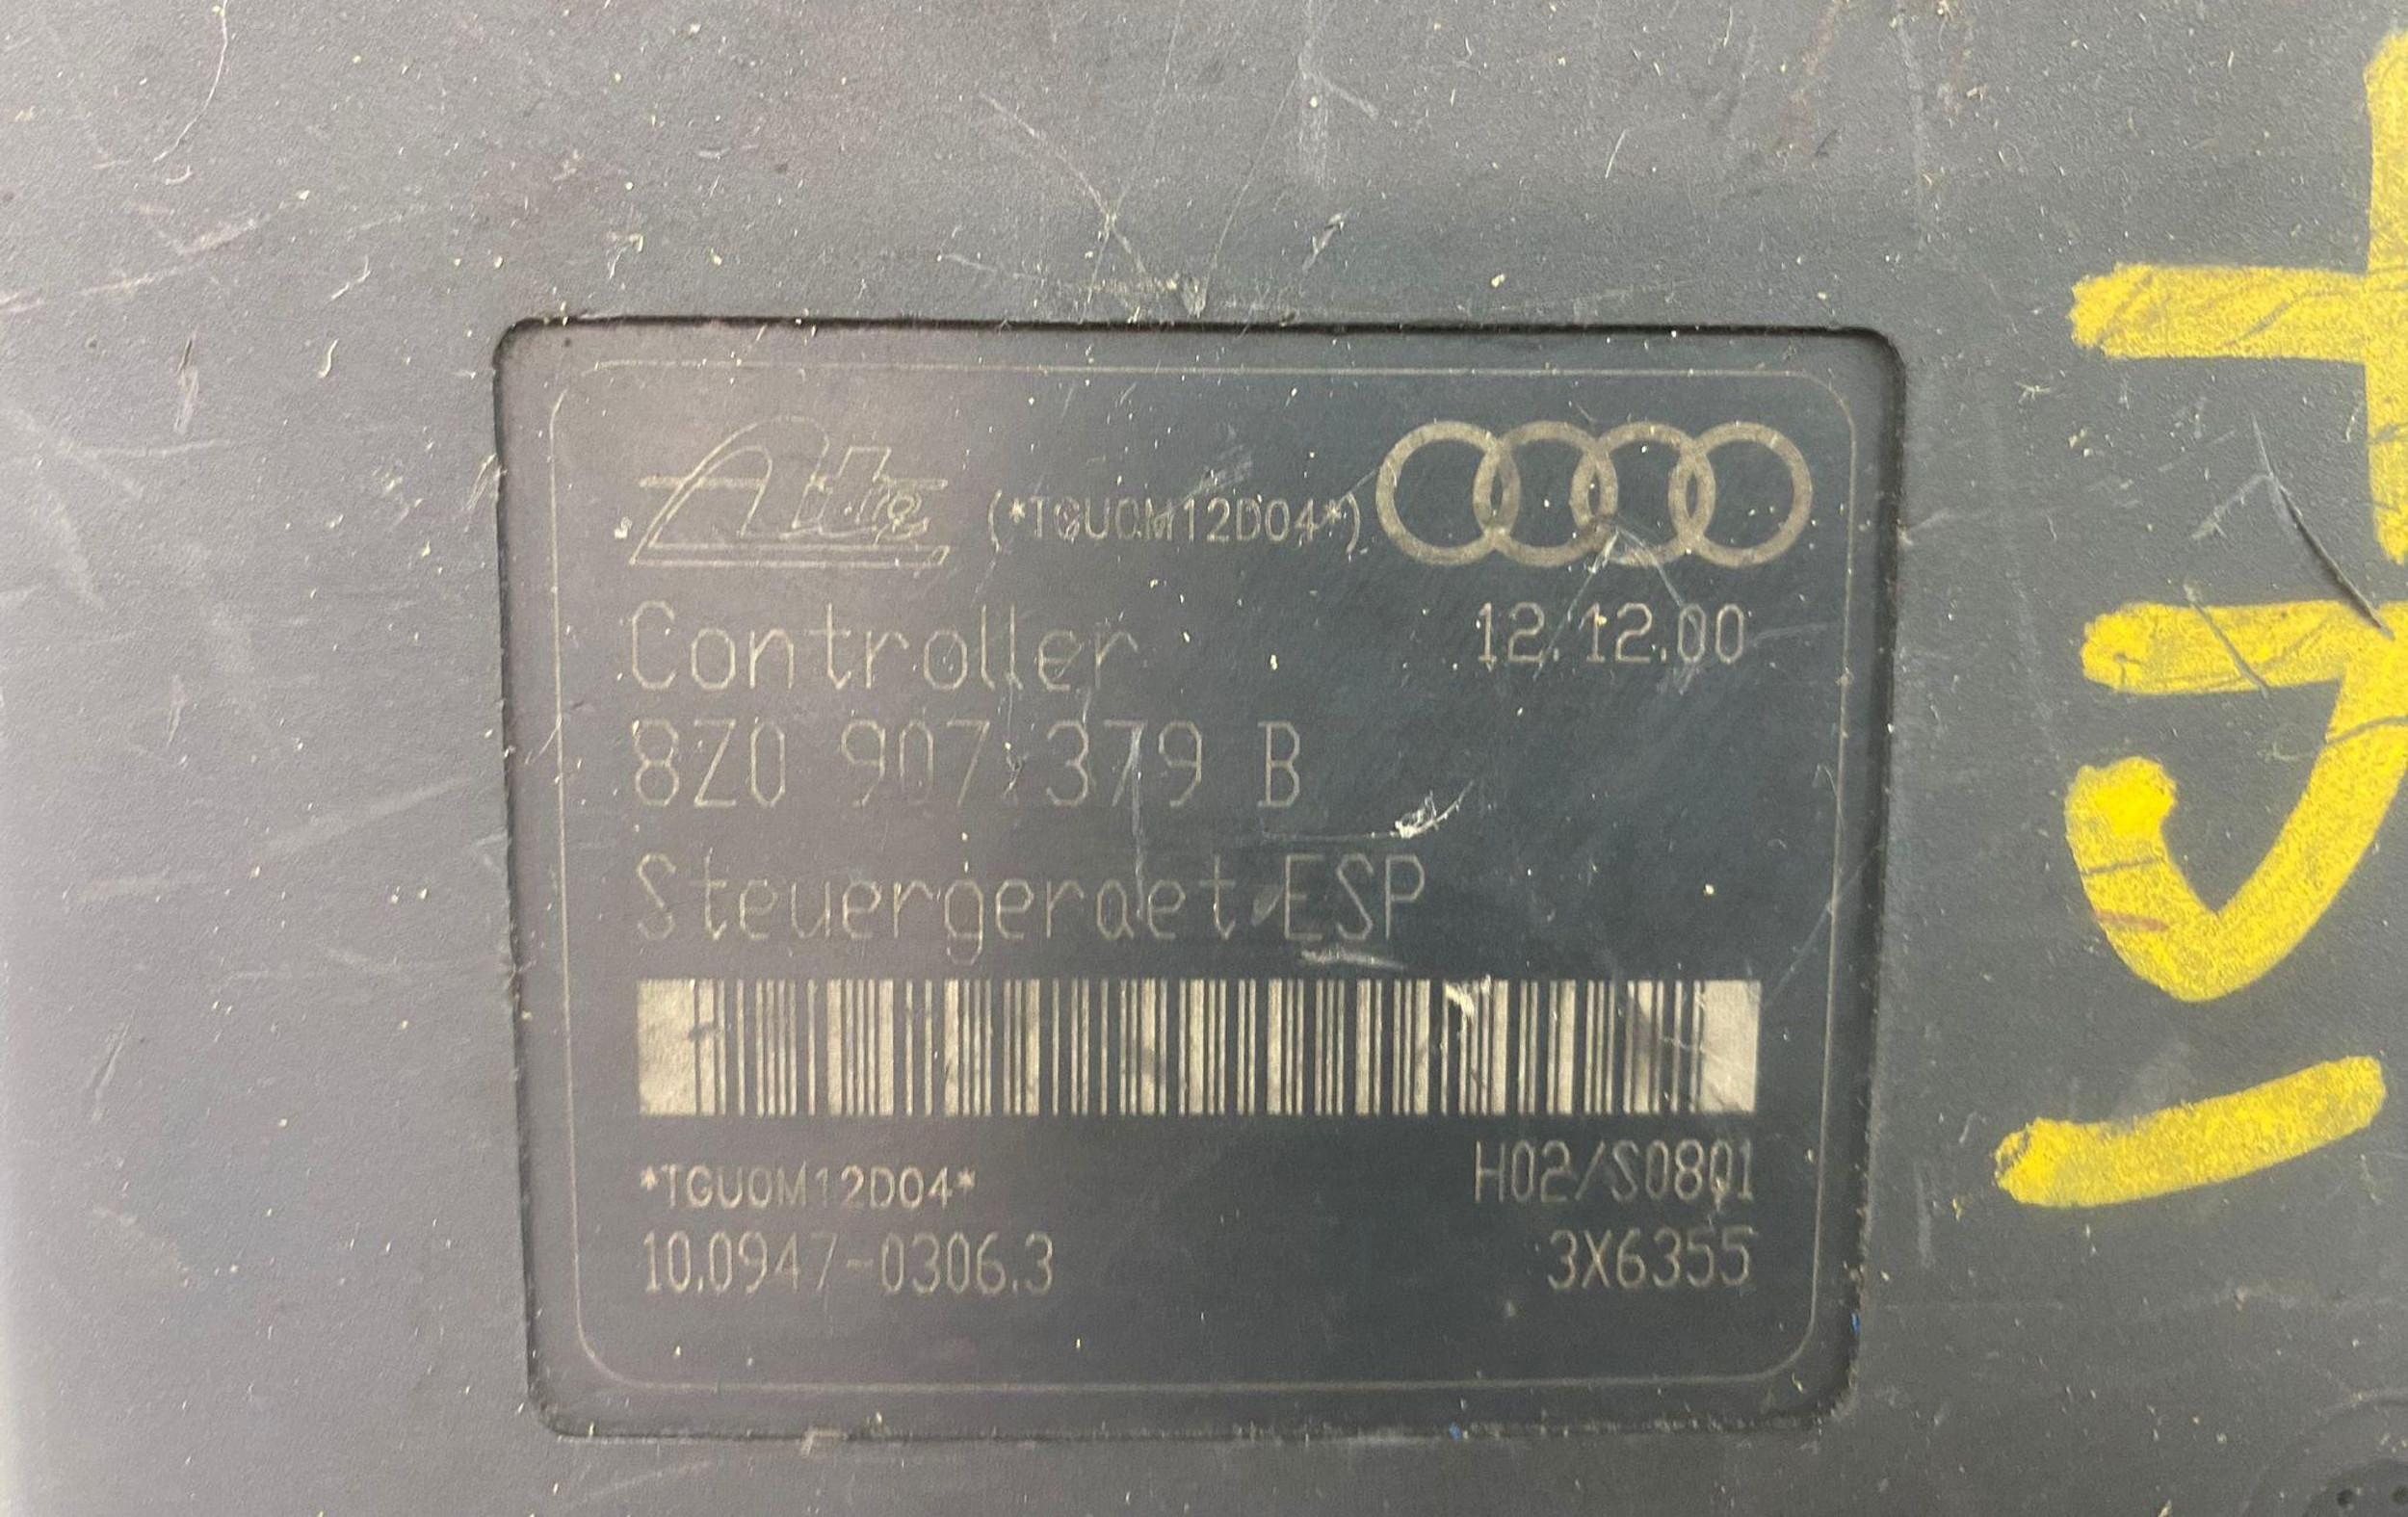 Ate (*TGU0M12D04*)
Controller 12.12.00
8Z0 907 379 B
Steuergeraet ESP
*TGU0M12D04* H02/S0801
10.0947-0306.3 3X6355